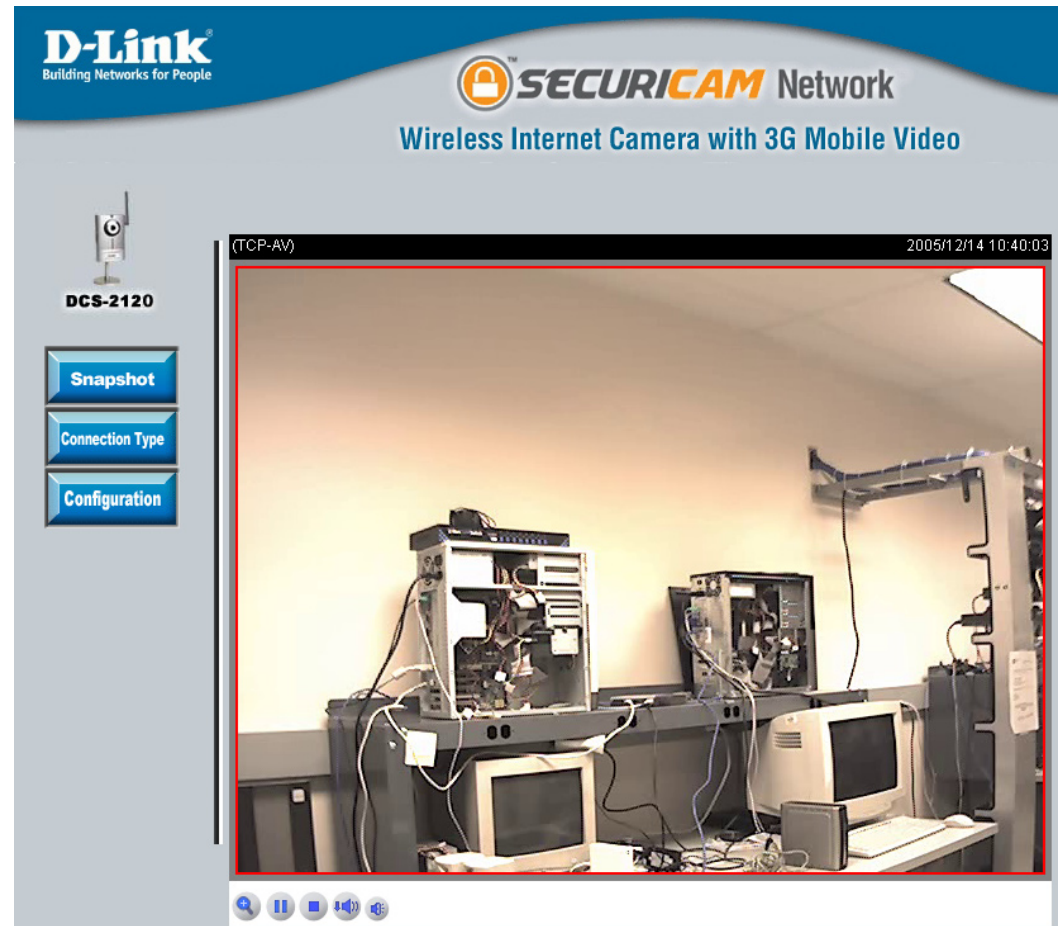 D-Link®
Building Networks for People
SECURICAM™ Network
Wireless Internet Camera with 3G Mobile Video
DCS-2120
Snapshot
Connection Type
Configuration
(TCP-AV)
2005/12/14 10:40:03